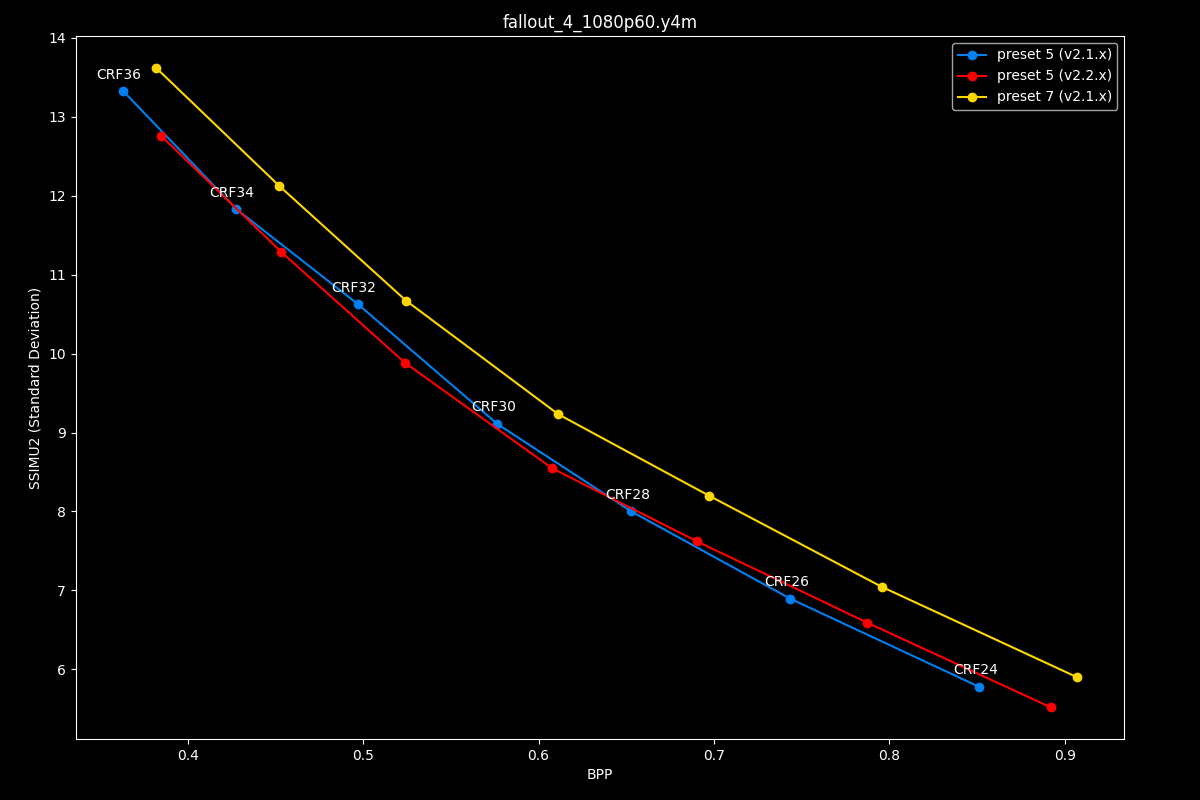 fallout_4_1080p60.y4m
preset 5 (v2.1.x)
preset 5 (v2.2.x)
preset 7 (v2.1.x)
CRF36
CRF34
CRF32
CRF30
CRF28
CRF26
CRF24
14
13
12
11
10
9
8
7
6
SSIMU2 (Standard Deviation)
0.4 0.5 0.6 0.7 0.8 0.9
BPP